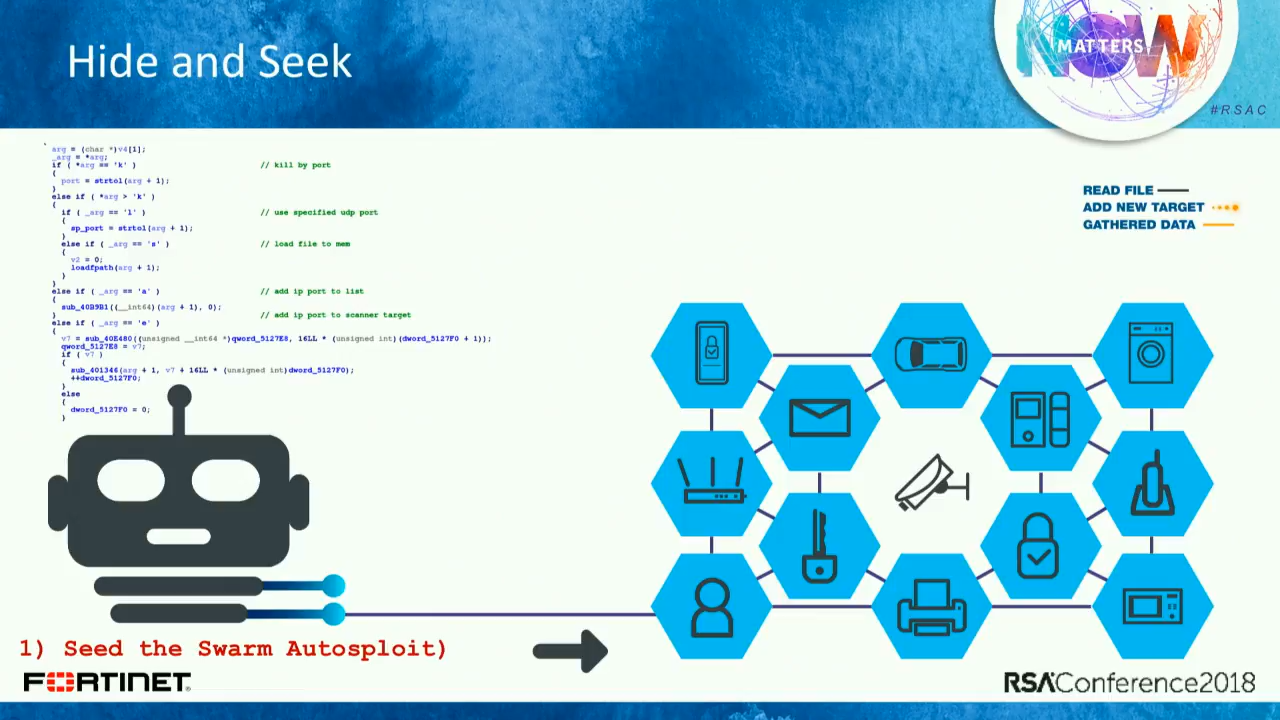 Hide and Seek
NOW
MATTERS
#RSAC
arg = (char *)v4[1];
_arg = *arg;
if ( *arg == 'k' ) // kill by port
{
port = strtol(arg + 1);
}
else if ( *arg > 'k' )
{
if ( _arg == 'l' ) // use specified udp port
{
sp_port = strtol(arg + 1);
}
else if ( _arg == 's' ) // load file to mem
{
v2 = 0;
loadfpath(arg + 1);
}
}
else if ( _arg == 'a' ) // add ip port to list
{
sub_40B9B1((__int64)(arg + 1), 0);
} // add ip port to scanner target
else if ( _arg == 'e' )
{
v7 = sub_40E480((unsigned __int64 *)qword_5127E8, 16LL * (unsigned int)(dword_5127F0 + 1));
qword_5127E8 = v7;
if ( v7 )
{
sub_401346(arg + 1, v7 + 16LL * (unsigned int)dword_5127F0);
++dword_5127F0;
}
else
{
dword_5127F0 = 0;
}
READ FILE
ADD NEW TARGET
GATHERED DATA
1) Seed the Swarm Autosploit)
FORTINET®
RSAConference2018